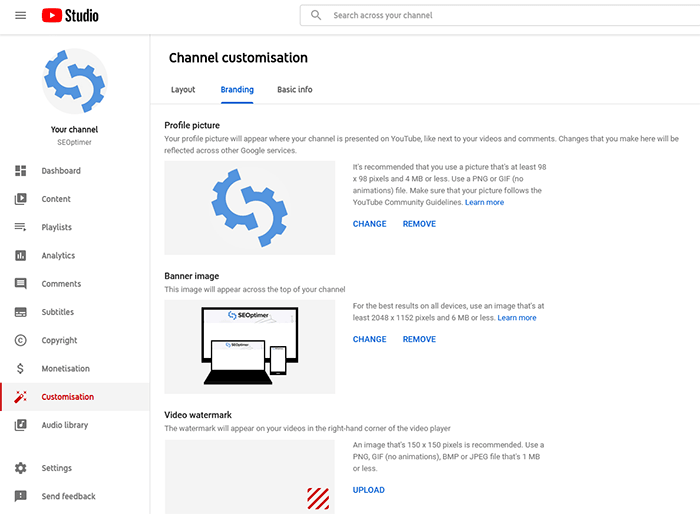 Studio
Search across your channel
Channel customisation
Layout
Branding
Basic info
Your channel
SEOptimer
Dashboard
Content
Playlists
Analytics
Comments
Subtitles
Copyright
Monetisation
Customisation
Audio library
Settings
Send feedback
Profile picture
Your profile picture will appear where your channel is presented on YouTube, like next to your videos and comments. Changes that you make here will be
reflected across other Google services.
It's recommended that you use a picture that's at least 98
x 98 pixels and 4 MB or less. Use a PNG or GIF (no
animations) file. Make sure that your picture follows the
YouTube Community Guidelines. Learn more
CHANGE REMOVE
Banner image
This image will appear across the top of your channel
SEOptimer
SEOptimer
For the best results on all devices, use an image that's at
least 2048 x 1152 pixels and 6 MB or less. Learn more
CHANGE REMOVE
Video watermark
The watermark will appear on your videos in the right-hand corner of the video player
An image that's 150 x 150 pixels is recommended. Use a
PNG, GIF (no animations), BMP or JPEG file that's 1 MB
or less.
UPLOAD